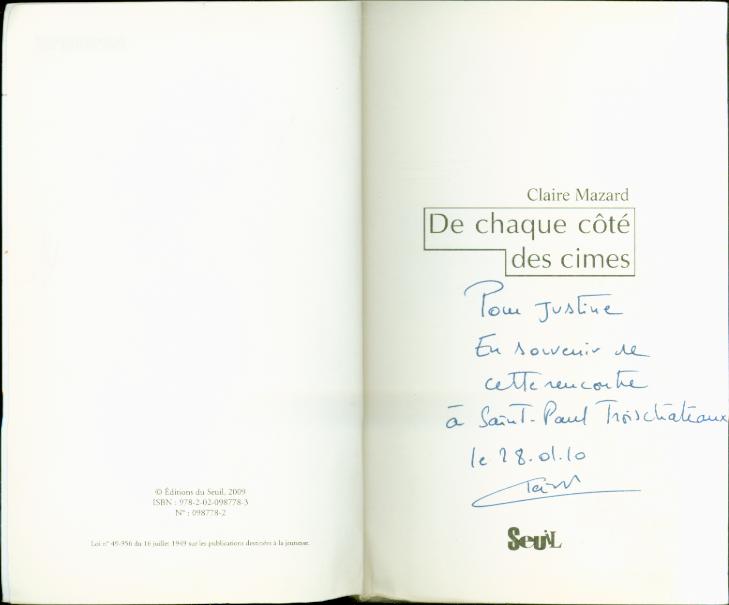 © Éditions du Seuil, 2009
ISBN : 978-2-02-098778-3
N° : 098778-2
Loi n° 49-956 du 16 juillet 1949 sur les publications destinées à la jeunesse.
Claire Mazard
De chaque côté
des cimes
Pour Justine
En souvenir de
cette rencontre
à Saint-Paul Troischâteaux
le 28.01.10
Seuil